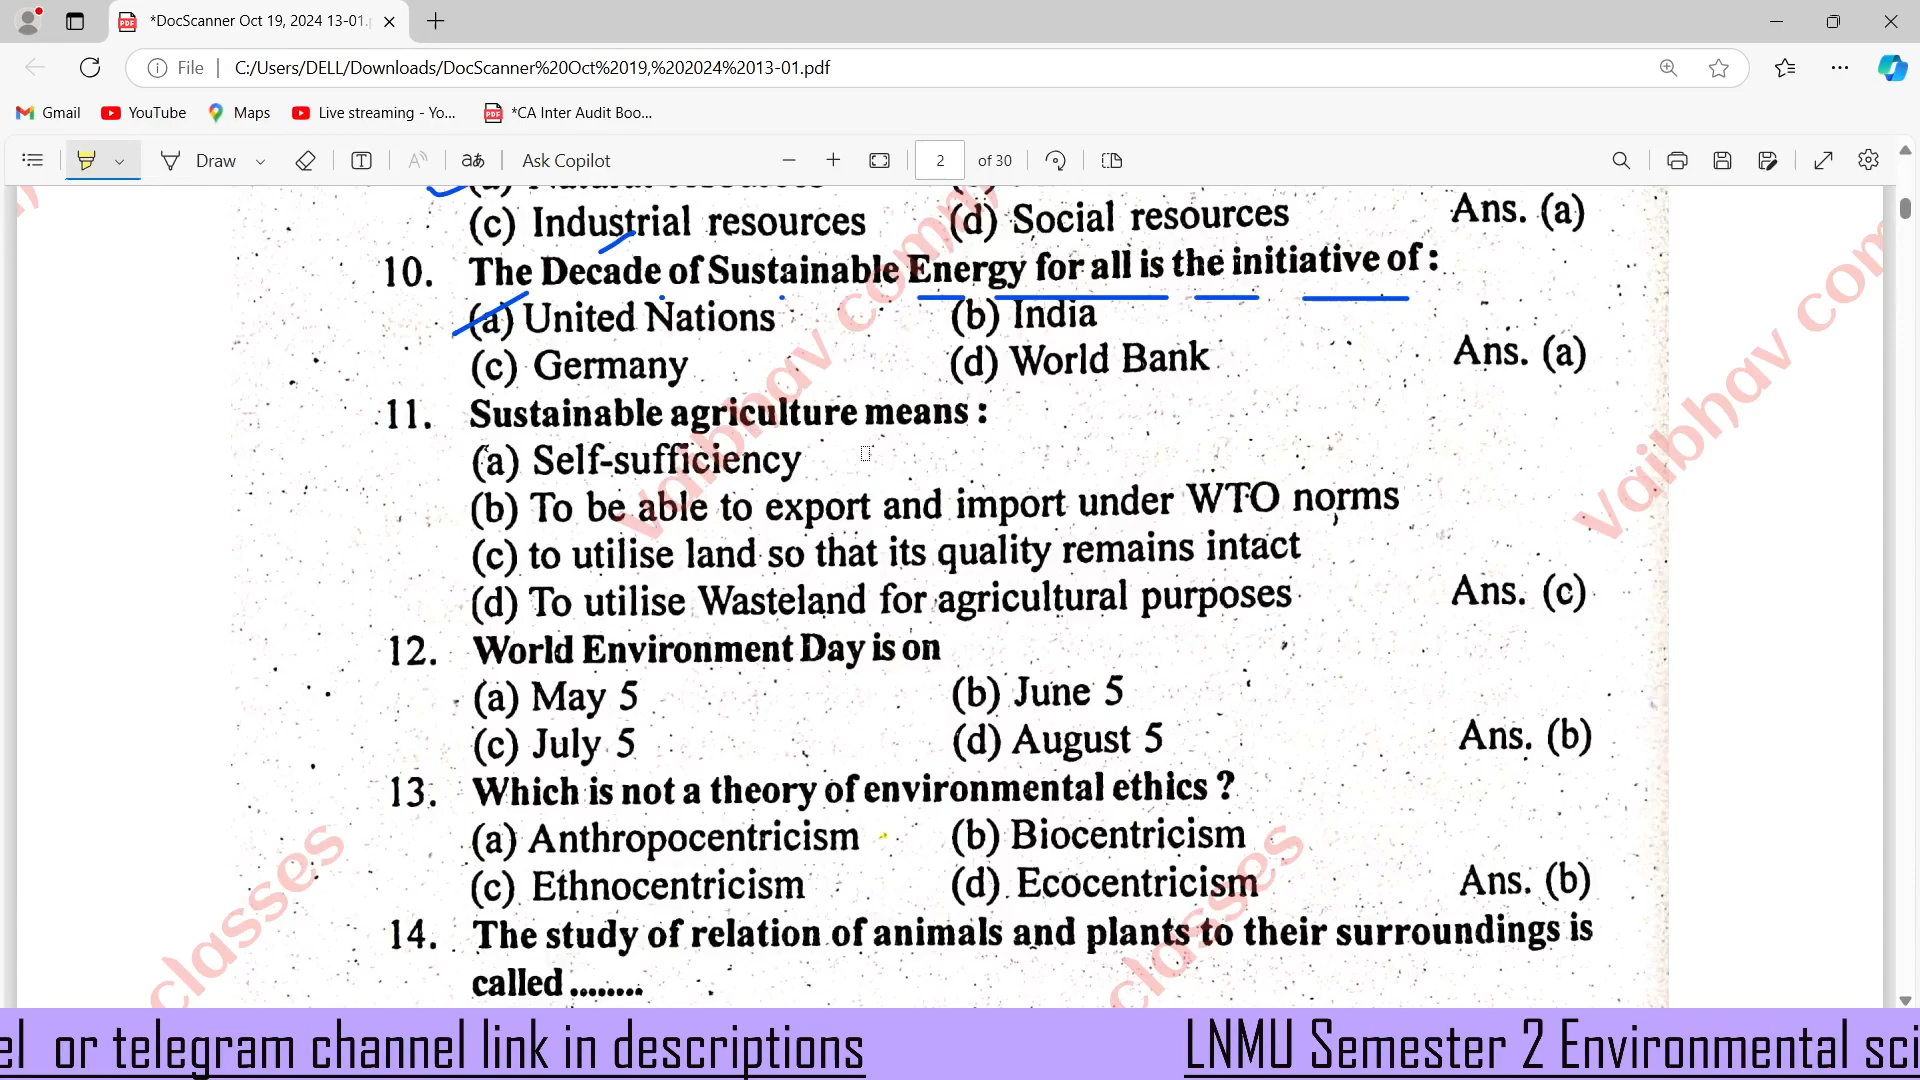 *DocScanner Oct 19, 2024 13-01.p
File
C:/Users/DELL/Downloads/DocScanner%20Oct%2019,%202024%2013-01.pdf
Gmail
YouTube
Maps
Live streaming - Yo...
*CA Inter Audit Boo...
Draw
Ask Copilot
2
of 30
(c) Industrial resources
(d) Social resources
Ans. (a)
10. The Decade of Sustainable Energy for all is the initiative of :
(a) United Nations
(b) India
(c) Germany
(d) World Bank
Ans. (a)
11. Sustainable agriculture means :
(a) Self-sufficiency
(b) To be able to export and import under WTO norms
(c) to utilise land so that its quality remains intact
(d) To utilise Wasteland for agricultural purposes
Ans. (c)
12. World Environment Day is on
(a) May 5
(b) June 5
(c) July 5
(d) August 5
Ans. (b)
13. Which is not a theory of environmental ethics ?
(a) Anthropocentricism
(b) Biocentricism
(c) Ethnocentricism
(d) Ecocentricism
Ans. (b)
14. The study of relation of animals and plants to their surroundings is
called ........
vaibhav comm
vaibhav com
classes
classes
el or telegram channel link in descriptions
LNMU Semester 2 Environmental sci